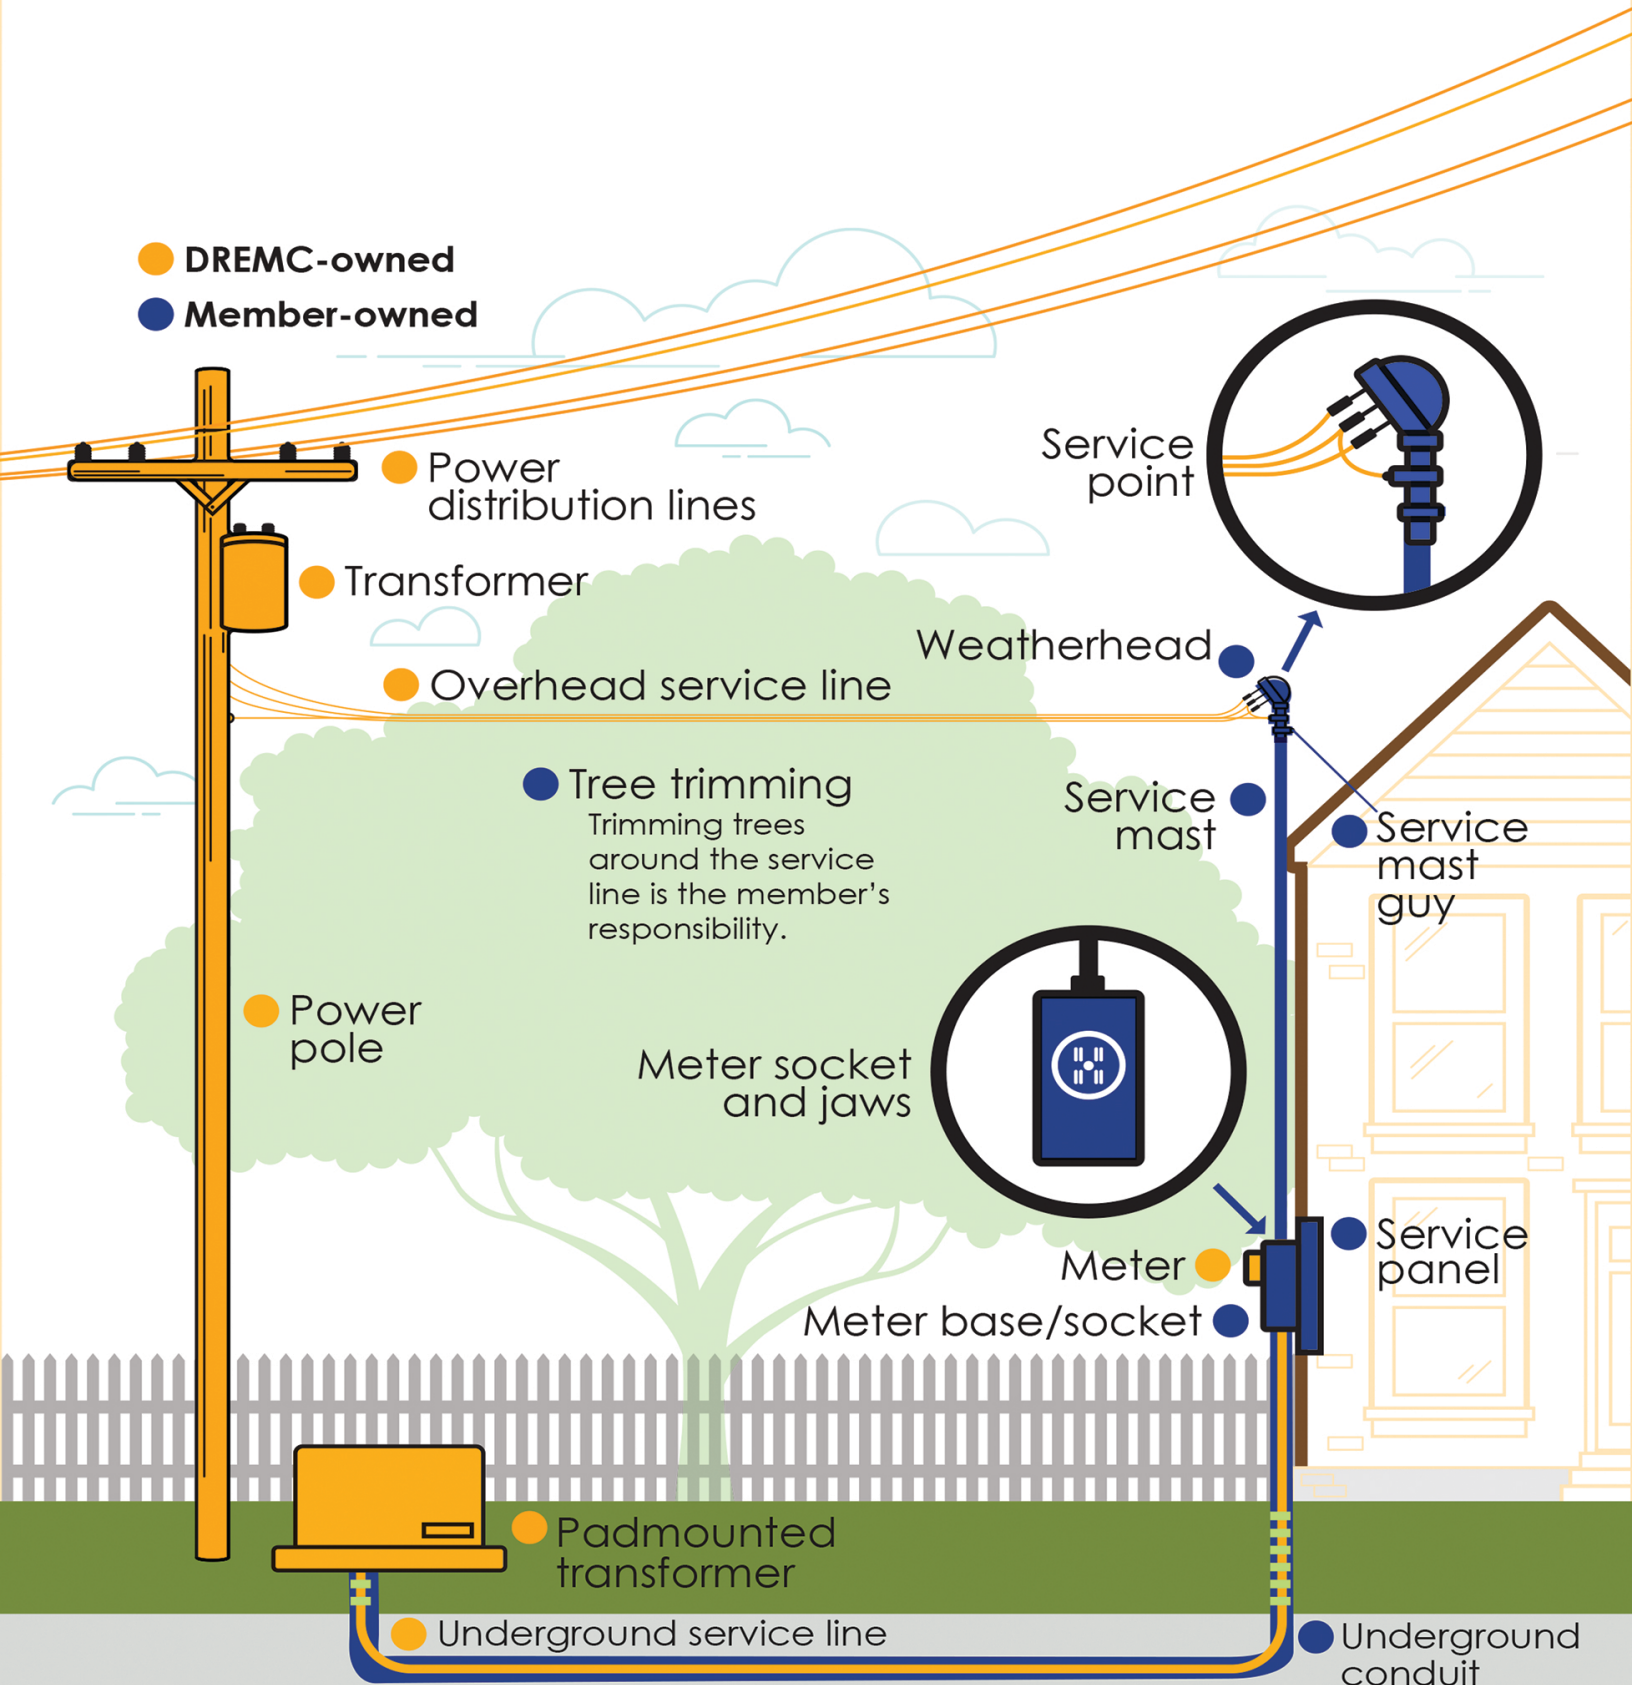 DREMC-owned
Member-owned
Power
distribution lines
Service
point
Transformer
Weatherhead
Overhead service line
Tree trimming
Trimming trees
around the service
line is the member's
responsibility.
Service
mast
Service
mast
guy
Power
pole
Meter socket
and jaws
Service
panel
Meter
Meter base/socket
Padmounted
transformer
Underground service line
Underground
conduit